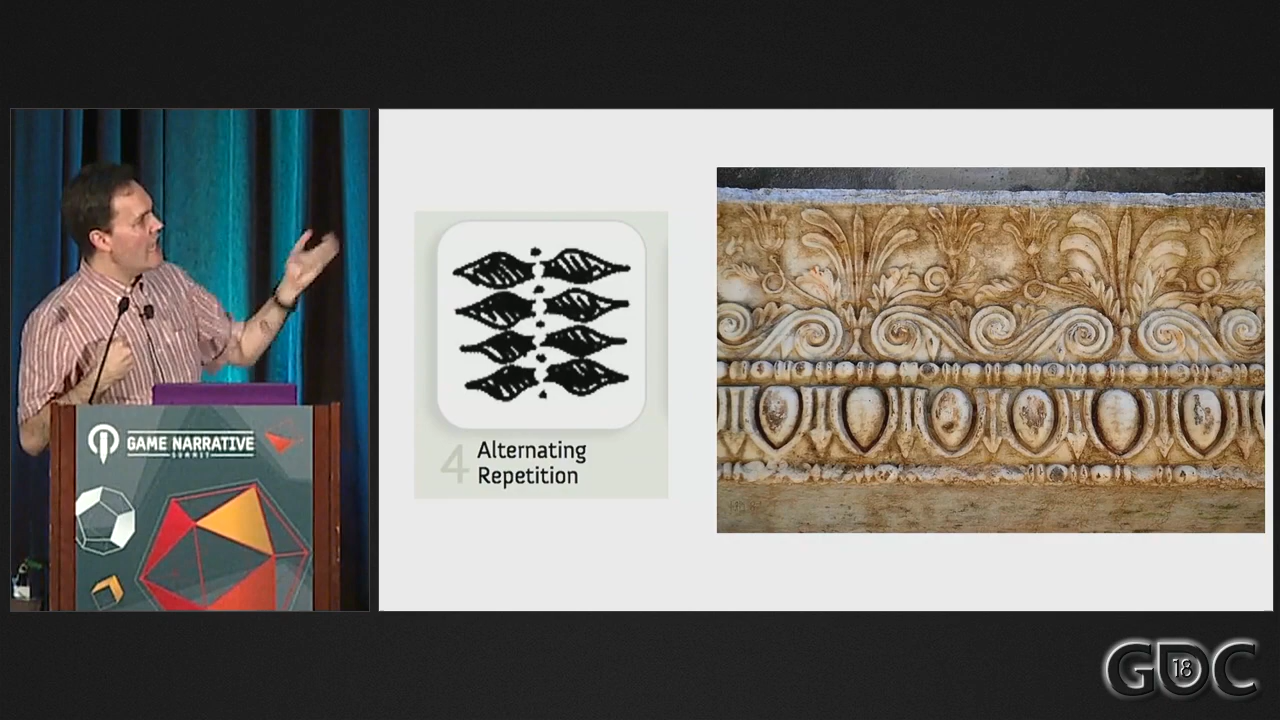 GAME NARRATIVE
SUMMIT
4 Alternating
Repetition
GDC
18